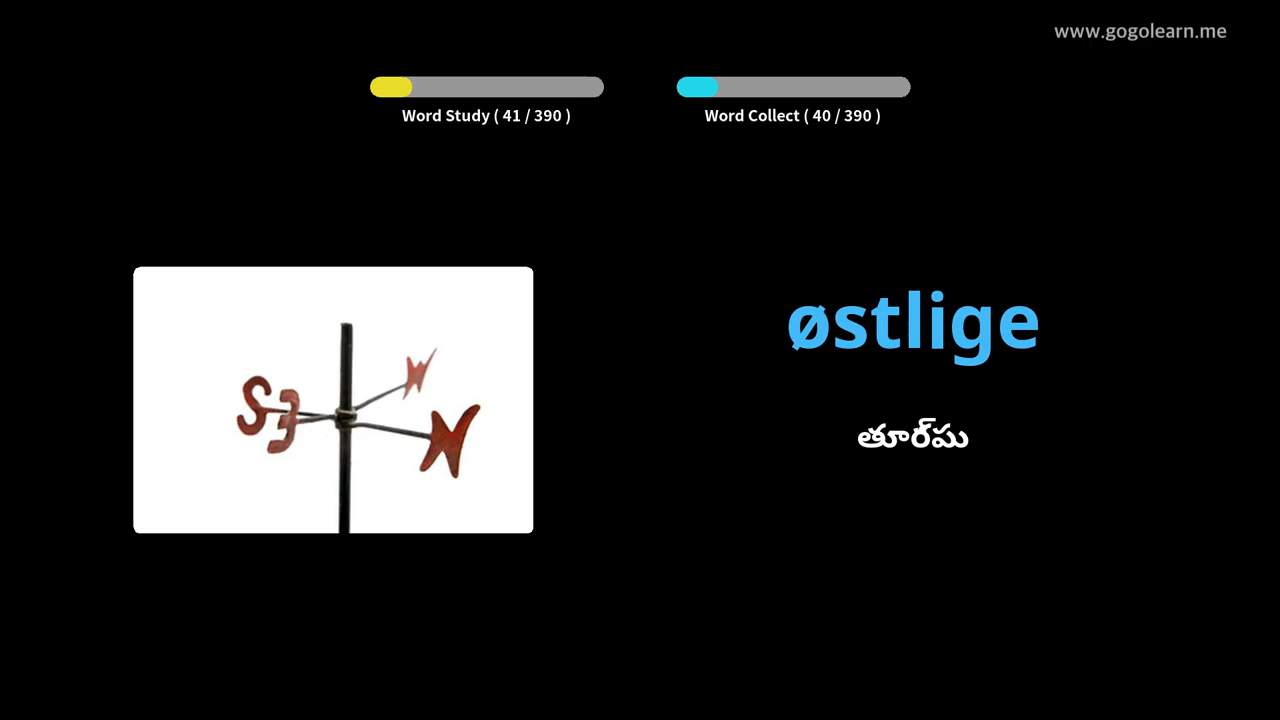 www.gogolearn.me
Word Study ( 41 / 390 )
Word Collect ( 40 / 390 )
østlige
తూర్‌పు
S E N W